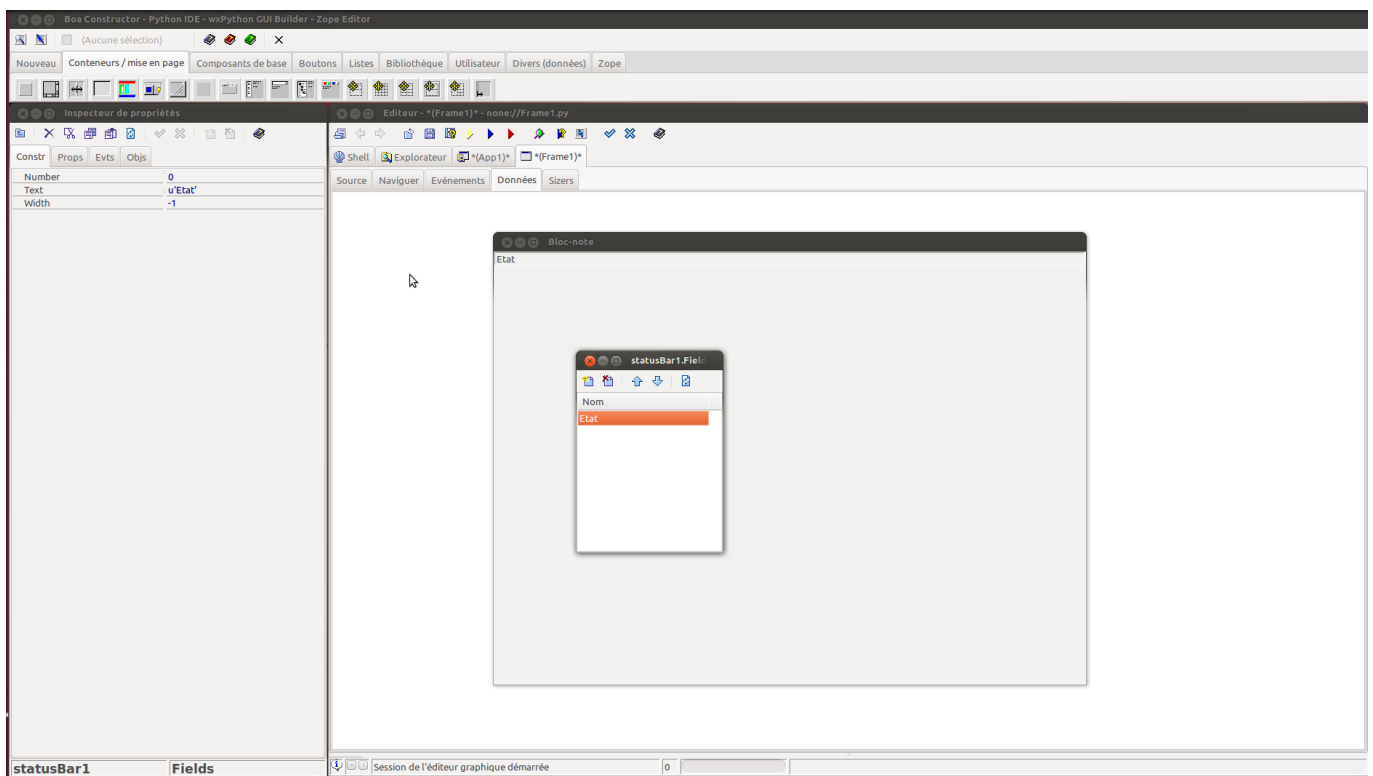 Boa Constructor - Python IDE - wxPython GUI Builder - Zope Editor
(Aucune sélection)
Nouveau Conteneurs / mise en page Composants de base Boutons Listes Bibliothèque Utilisateur Divers (données) Zope
Inspecteur de propriétés
Constr Props Evts Objs
Number 0
Text u'Etat'
Width -1
statusBar1 Fields
Editeur - *(Frame1)* - none://Frame1.py
Shell Explorateur *(App1)* *(Frame1)*
Source Naviguer Evénements Données Sizers
Bloc-note
Etat
statusBar1.Fiel
Nom
Etat
Session de l'éditeur graphique démarrée 0